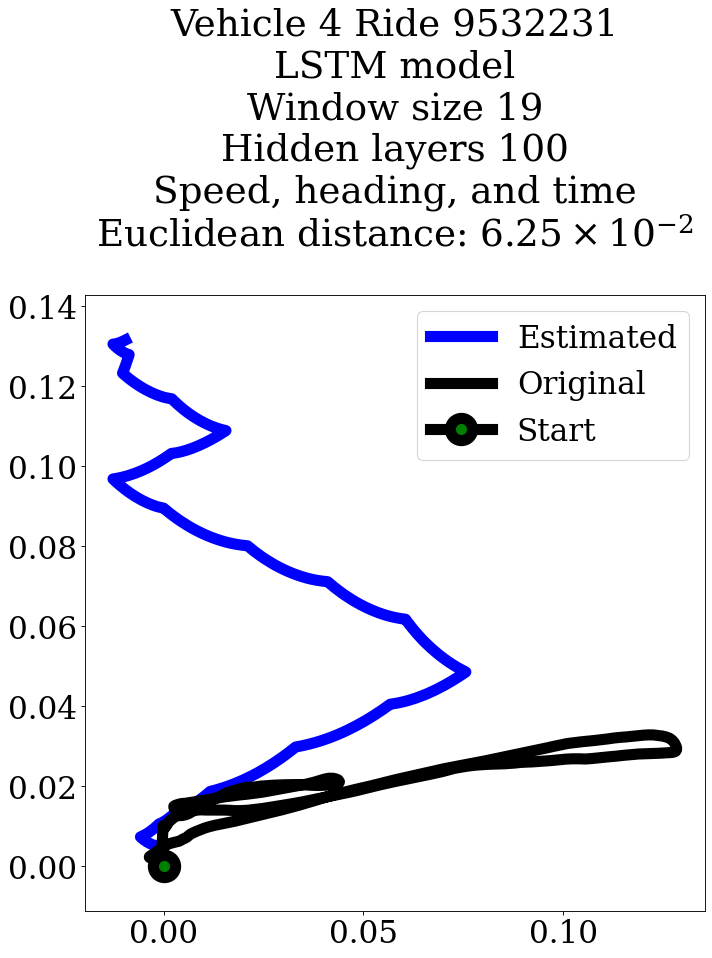 Vehicle 4 Ride 9532231
LSTM model
Window size 19
Hidden layers 100
Speed, heading, and time
Euclidean distance: 6.25 × 10⁻²
0.14
0.12
0.10
0.08
0.06
0.04
0.02
0.00
Estimated
Original
Start
0.00 0.05 0.10